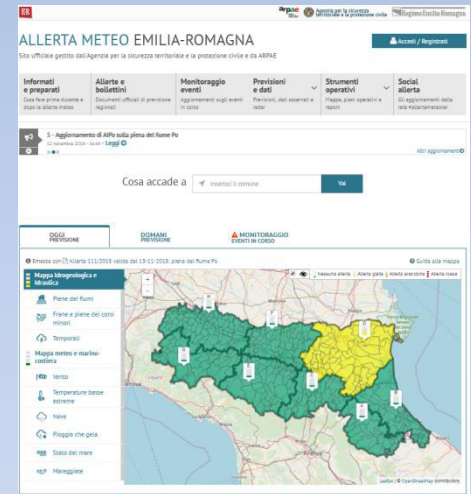 ER
arpae
Agenzia per la sicurezza territoriale e la protezione civile
Regione Emilia-Romagna
ALLERTA METEO EMILIA-ROMAGNA
Sito ufficiale gestito dall'Agenzia per la sicurezza territoriale e la protezione civile e da ARPAE
Accedi / Registrati
Informati e preparati
Cosa fare prima durante e dopo la allerta meteo
Allerte e bollettini
Documenti ufficiali di previsione regionali
Monitoraggio eventi
Aggiornamenti sugli eventi in corso
Previsioni e dati
Previsioni, dati osservati e radar
Strumenti operativi
Mappe, piani operativi e report
Social allerta
Gli aggiornamenti della rete #allertameteoer
5 - Aggiornamento di AIPo sulla piena del fiume Po
Leggi
Altri aggiornamenti
Cosa accade a
Inserisci il comune
Vai
OGGI
PREVISIONE
DOMANI
PREVISIONE
MONITORAGGIO
EVENTI IN CORSO
Emessa con Allerta 111/2019 valida dal 13-11-2019: piena del fiume Po
Guida alla mappa
Mappa Idrogeologica e Idraulica
Piene dei fiumi
Frane e piene dei corsi minori
Temporali
Mappa meteo e marino-costiera
Vento
Temperature basse estreme
Neve
Pioggia che gela
Stato del mare
Mareggiate
Nessuna allerta
Allerta gialla
Allerta arancione
Allerta rossa
Leaflet | © OpenStreetMap contributors